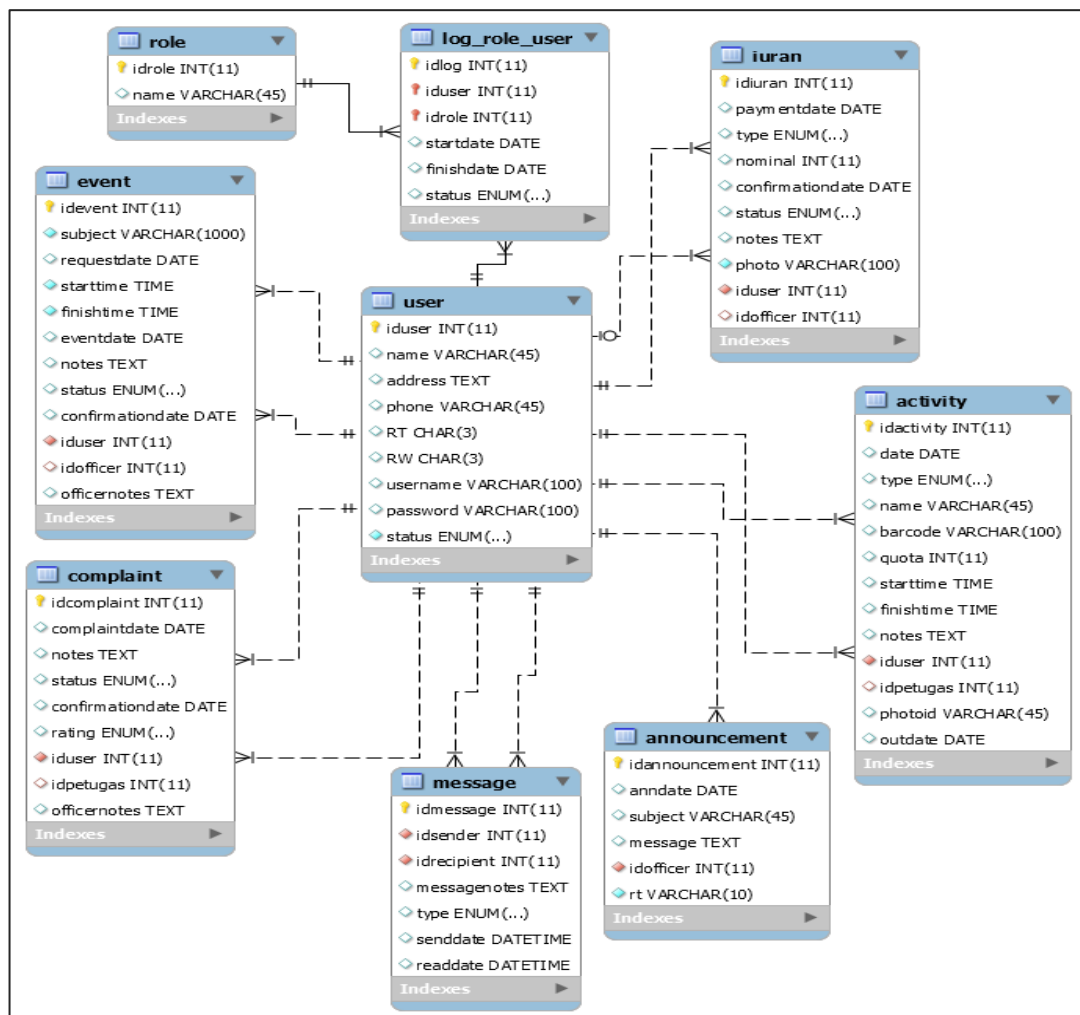 role
idrole INT(11)
name VARCHAR(45)
Indexes
log_role_user
idlog INT(11)
iduser INT(11)
idrole INT(11)
startdate DATE
finishdate DATE
status ENUM(...)
Indexes
iuran
idiuran INT(11)
paymentdate DATE
type ENUM(...)
nominal INT(11)
confirmationdate DATE
status ENUM(...)
notes TEXT
photo VARCHAR(100)
iduser INT(11)
idofficer INT(11)
Indexes
event
idevent INT(11)
subject VARCHAR(1000)
requestdate DATE
starttime TIME
finishtime TIME
eventdate DATE
notes TEXT
status ENUM(...)
confirmationdate DATE
iduser INT(11)
idofficer INT(11)
officernotes TEXT
Indexes
user
iduser INT(11)
name VARCHAR(45)
address TEXT
phone VARCHAR(45)
RT CHAR(3)
RW CHAR(3)
username VARCHAR(100)
password VARCHAR(100)
status ENUM(...)
Indexes
activity
idactivity INT(11)
date DATE
type ENUM(...)
name VARCHAR(45)
barcode VARCHAR(100)
quota INT(11)
starttime TIME
finishtime TIME
notes TEXT
iduser INT(11)
idpetugas INT(11)
photoid VARCHAR(45)
outdate DATE
Indexes
complaint
idcomplaint INT(11)
complaintdate DATE
notes TEXT
status ENUM(...)
confirmationdate DATE
rating ENUM(...)
iduser INT(11)
idpetugas INT(11)
officernotes TEXT
Indexes
message
idmessage INT(11)
idsender INT(11)
idrecipient INT(11)
messagenotes TEXT
type ENUM(...)
senddate DATETIME
readdate DATETIME
Indexes
announcement
idannouncement INT(11)
anndate DATE
subject VARCHAR(45)
message TEXT
idofficer INT(11)
rt VARCHAR(10)
Indexes